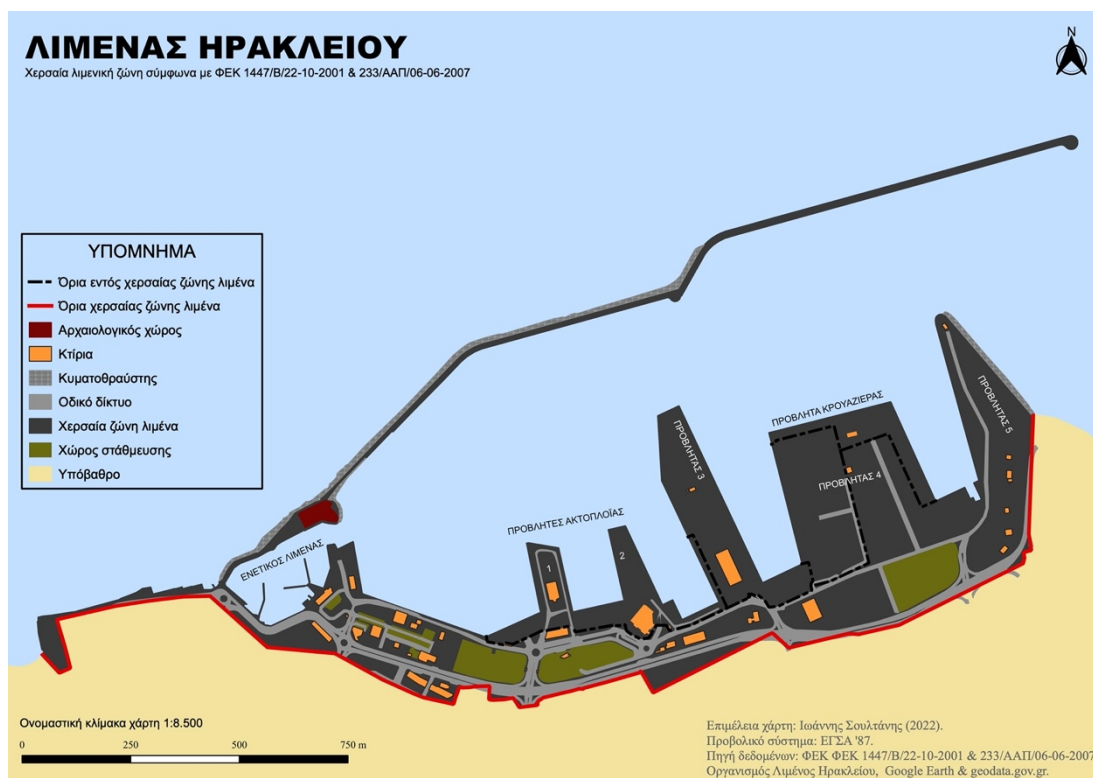 ΛΙΜΕΝΑΣ ΗΡΑΚΛΕΙΟΥ
Χερσαία λιμενική ζώνη σύμφωνα με ΦΕΚ 1447/Β/22-10-2001 & 233/ΑΑΠ/06-06-2007
N
ΥΠΟΜΝΗΜΑ
Όρια εντός χερσαίας ζώνης λιμένα
Όρια χερσαίας ζώνης λιμένα
Αρχαιολογικός χώρος
Κτίρια
Κυματοθραύστης
Οδικό δίκτυο
Χερσαία ζώνη λιμένα
Χώρος στάθμευσης
Υπόβαθρο
ΕΝΕΤΙΚΟΣ ΛΙΜΕΝΑΣ
ΠΡΟΒΛΗΤΕΣ ΑΚΤΟΠΛΟΪΑΣ
1
2
ΠΡΟΒΛΗΤΑΣ 3
ΠΡΟΒΛΗΤΑ ΚΡΟΥΑΖΙΕΡΑΣ
ΠΡΟΒΛΗΤΑΣ 4
ΠΡΟΒΛΗΤΑΣ 5
Ονομαστική κλίμακα χάρτη 1:8.500
0 250 500 750 m
Επιμέλεια χάρτη: Ιωάννης Σουλτάνης (2022).
Προβολικό σύστημα: ΕΓΣΑ '87.
Πηγή δεδομένων: ΦΕΚ ΦΕΚ 1447/Β/22-10-2001 & 233/ΑΑΠ/06-06-2007
Οργανισμός Λιμένος Ηρακλείου, Google Earth & geodata.gov.gr.